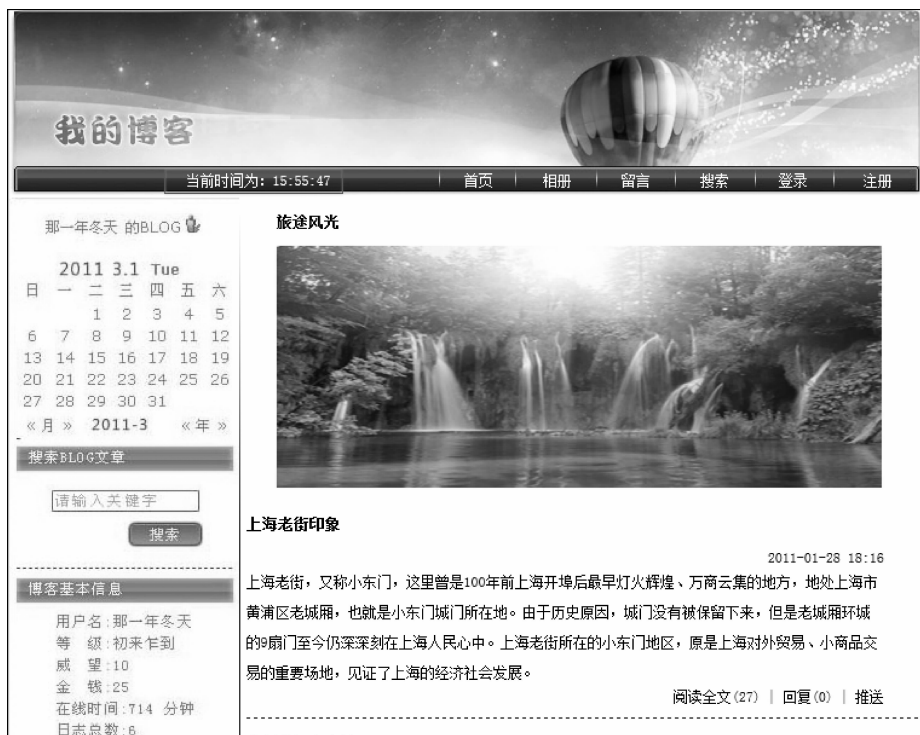 我的博客
当前时间为：15:55:47 | 首页 | 相册 | 留言 | 搜索 | 登录 | 注册
那一年冬天 的BLOG
2011 3.1 Tue
日 一 二 三 四 五 六
1 2 3 4 5
6 7 8 9 10 11 12
13 14 15 16 17 18 19
20 21 22 23 24 25 26
27 28 29 30 31
«月» 2011-3 «年»
搜索BLOG文章
请输入关键字
搜索
博客基本信息
用户名:那一年冬天
等 级:初来乍到
威 望:10
金 钱:25
在线时间:714 分钟
日志总数:6
旅途风光
上海老街印象
2011-01-28 18:16
上海老街，又称小东门，这里曾是100年前上海开埠后最早灯火辉煌、万商云集的地方，地处上海市
黄浦区老城厢，也就是小东门城门所在地。由于历史原因，城门没有被保留下来，但是老城厢环城
的9扇门至今仍深深刻在上海人民心中。上海老街所在的小东门地区，原是上海对外贸易、小商品交
易的重要场地，见证了上海的经济社会发展。
阅读全文(27) | 回复(0) | 推送